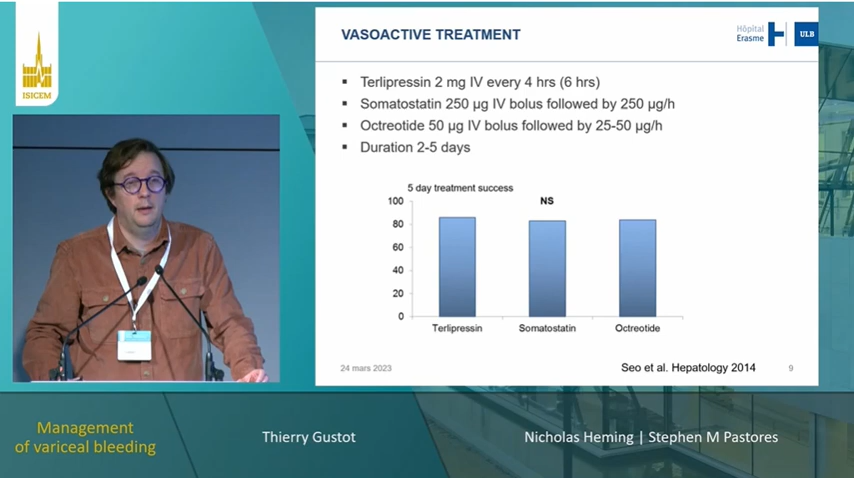 ISICEM
VASOACTIVE TREATMENT
Hôpital
Erasme
ULB
▪ Terlipressin 2 mg IV every 4 hrs (6 hrs)
▪ Somatostatin 250 µg IV bolus followed by 250 µg/h
▪ Octreotide 50 µg IV bolus followed by 25-50 µg/h
▪ Duration 2-5 days
5 day treatment success
NS
100
80
60
40
20
0
Terlipressin Somatostatin Octreotide
24 mars 2023
Seo et al. Hepatology 2014
9
Management
of variceal bleeding
Thierry Gustot
Nicholas Heming | Stephen M Pastores